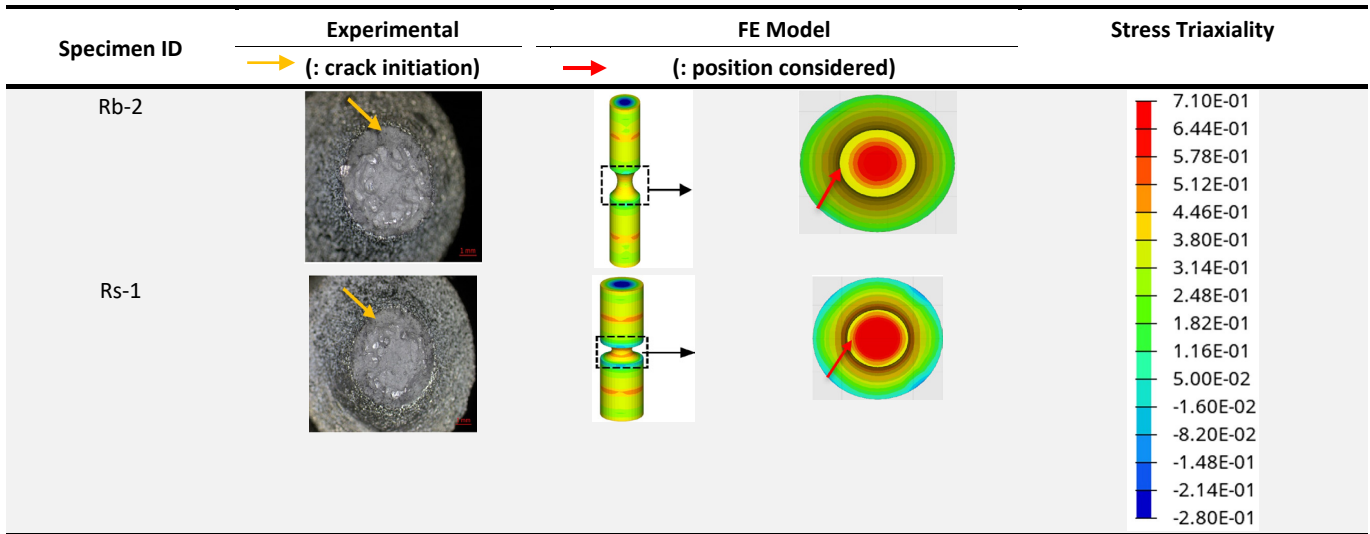 Specimen ID
Experimental
FE Model
Stress Triaxiality
(: crack initiation)
(: position considered)
Rb-2
1 mm
Rs-1
mm
7.10E-01
6.44E-01
5.78E-01
5.12E-01
4.46E-01
3.80E-01
3.14E-01
2.48E-01
1.82E-01
1.16E-01
5.00E-02
-1.60E-02
-8.20E-02
-1.48E-01
-2.14E-01
-2.80E-01